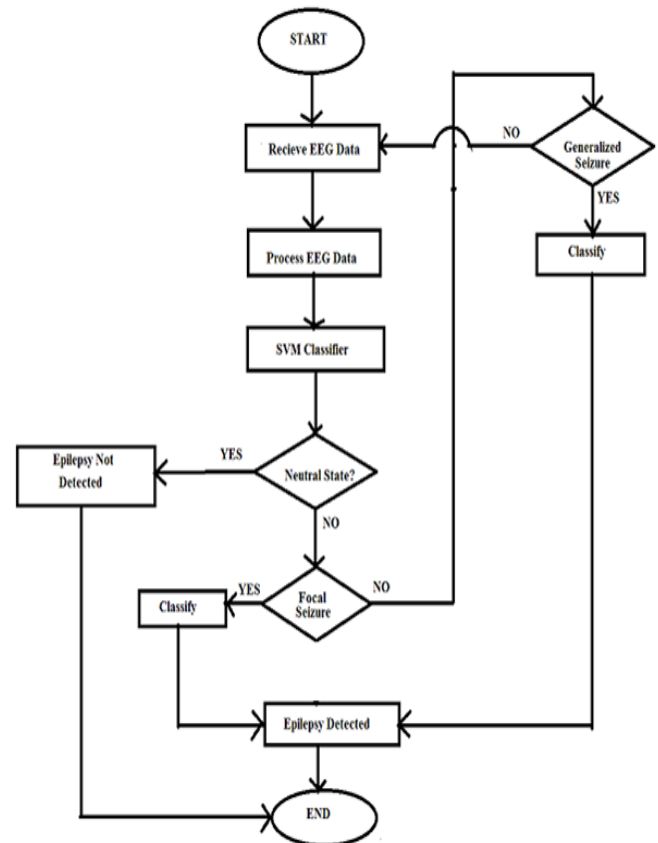 START
Recieve EEG Data
NO
Generalized
Seizure
YES
Classify
Process EEG Data
SVM Classifier
YES
Epilepsy Not
Detected
Neutral State?
NO
YES
Focal
Seizure
NO
Classify
Epilepsy Detected
END